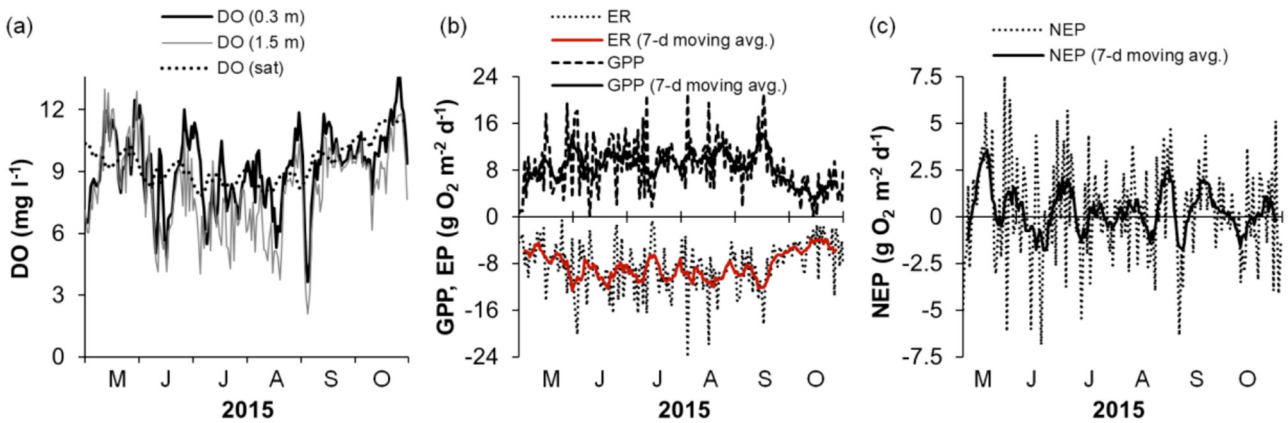 (a)
DO (0.3 m)
DO (1.5 m)
DO (sat)
DO (mg l⁻¹)
12
9
6
3
0
M J J A S O
2015
(b)
ER
ER (7-d moving avg.)
GPP
GPP (7-d moving avg.)
GPP, EP (g O₂ m⁻² d⁻¹)
24
16
8
0
-8
-16
-24
M J J A S O
2015
(c)
NEP
NEP (7-d moving avg.)
NEP (g O₂ m⁻² d⁻¹)
7.5
5
2.5
0
-2.5
-5
-7.5
M J J A S O
2015